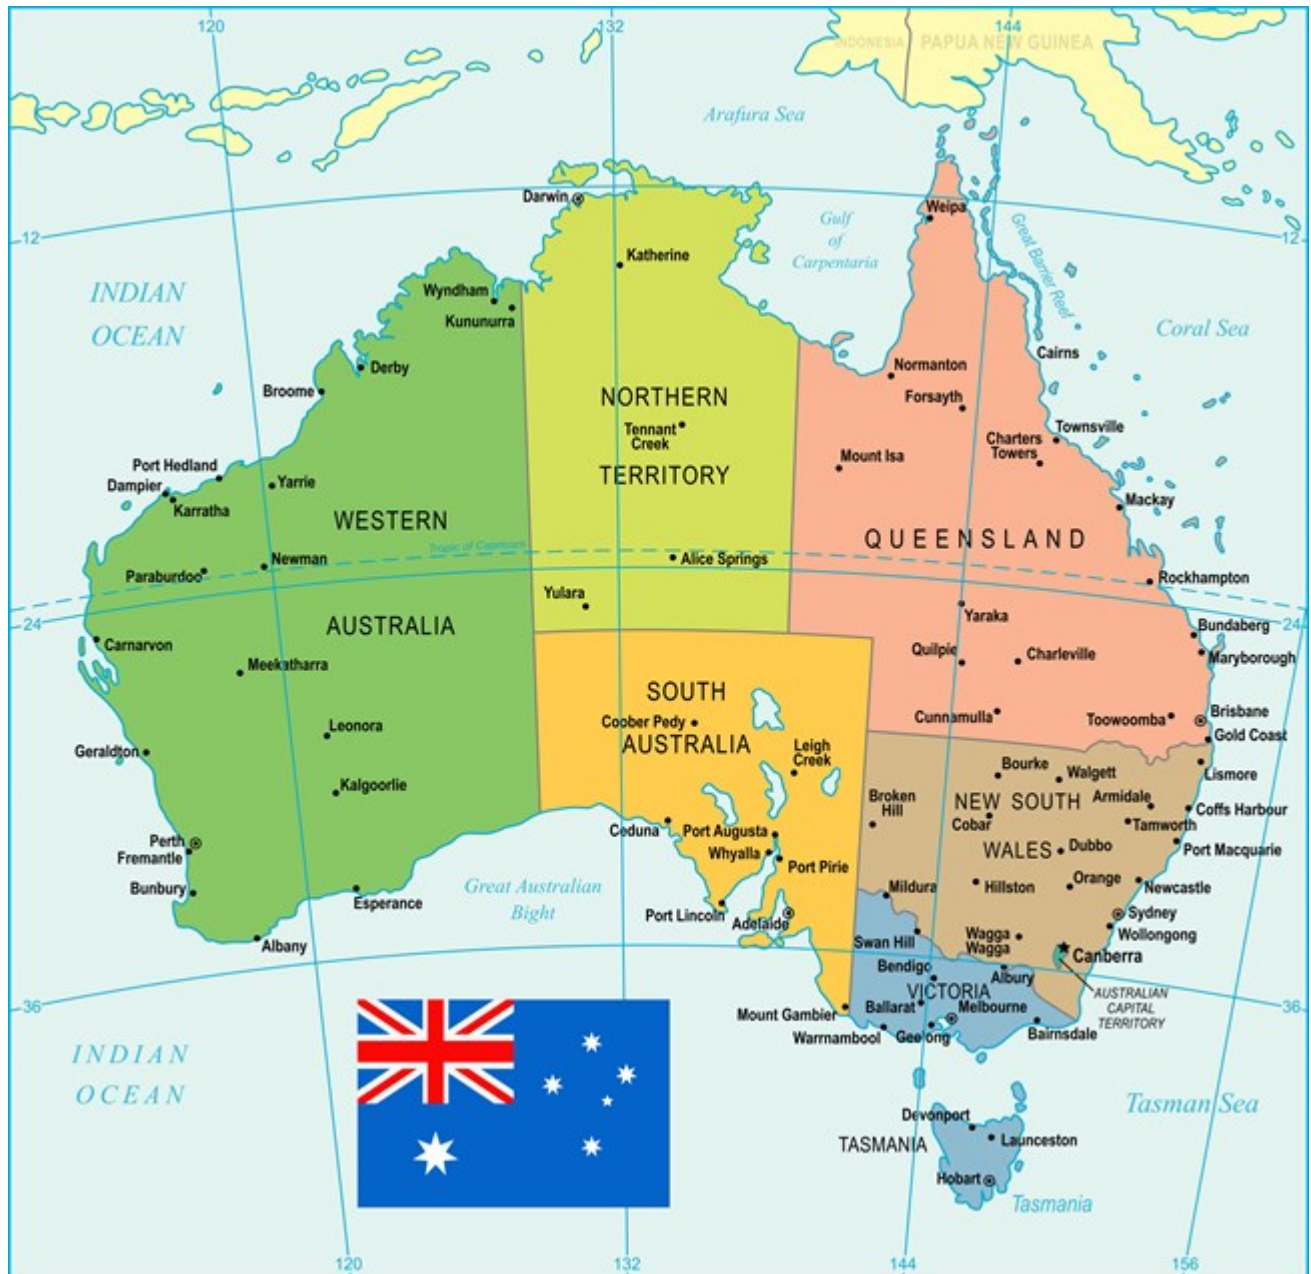 120
132
144
INDONESIA
PAPUA NEW GUINEA
Arafura Sea
Darwin
Weipa
Gulf
of
Carpentaria
Great Barrier Reef
12
12
Katherine
INDIAN
OCEAN
Wyndham
Kununurra
Coral Sea
Cairns
Derby
Broome
Normanton
Forsayth
NORTHERN
Tennant
Creek
TERRITORY
Townsville
Charters
Towers
Mount Isa
Port Hedland
Dampier
Karratha
Yarrie
Mackay
WESTERN
QUEENSLAND
Tropic of Capricorn
Newman
Paraburdoo
Alice Springs
Rockhampton
Yulara
Yaraka
24
24
AUSTRALIA
Bundaberg
Maryborough
Carnarvon
Meekatharra
Quilpie
Charleville
SOUTH
Coober Pedy
AUSTRALIA
Cunnamulla
Toowoomba
Brisbane
Gold Coast
Leonora
Geraldton
Leigh
Creek
Bourke
Walgett
Lismore
Kalgoorlie
Broken
Hill
NEW SOUTH
Cobar
WALES
Armidale
Coffs Harbour
Tamworth
Ceduna
Port Augusta
Whyalla
Port Pirie
Dubbo
Port Macquarie
Perth
Fremantle
Bunbury
Esperance
Great Australian
Bight
Mildura
Hillston
Orange
Newcastle
Port Lincoln
Adelaide
Sydney
Wollongong
Albany
Swan Hill
Wagga
Wagga
Canberra
Bendigo
Albury
VICTORIA
AUSTRALIAN
CAPITAL
TERRITORY
36
36
Mount Gambier
Ballarat
Melbourne
Warrnambool
Geelong
Bairnsdale
INDIAN
OCEAN
Tasman Sea
Devonport
TASMANIA
Launceston
Hobart
Tasmania
120
132
144
156